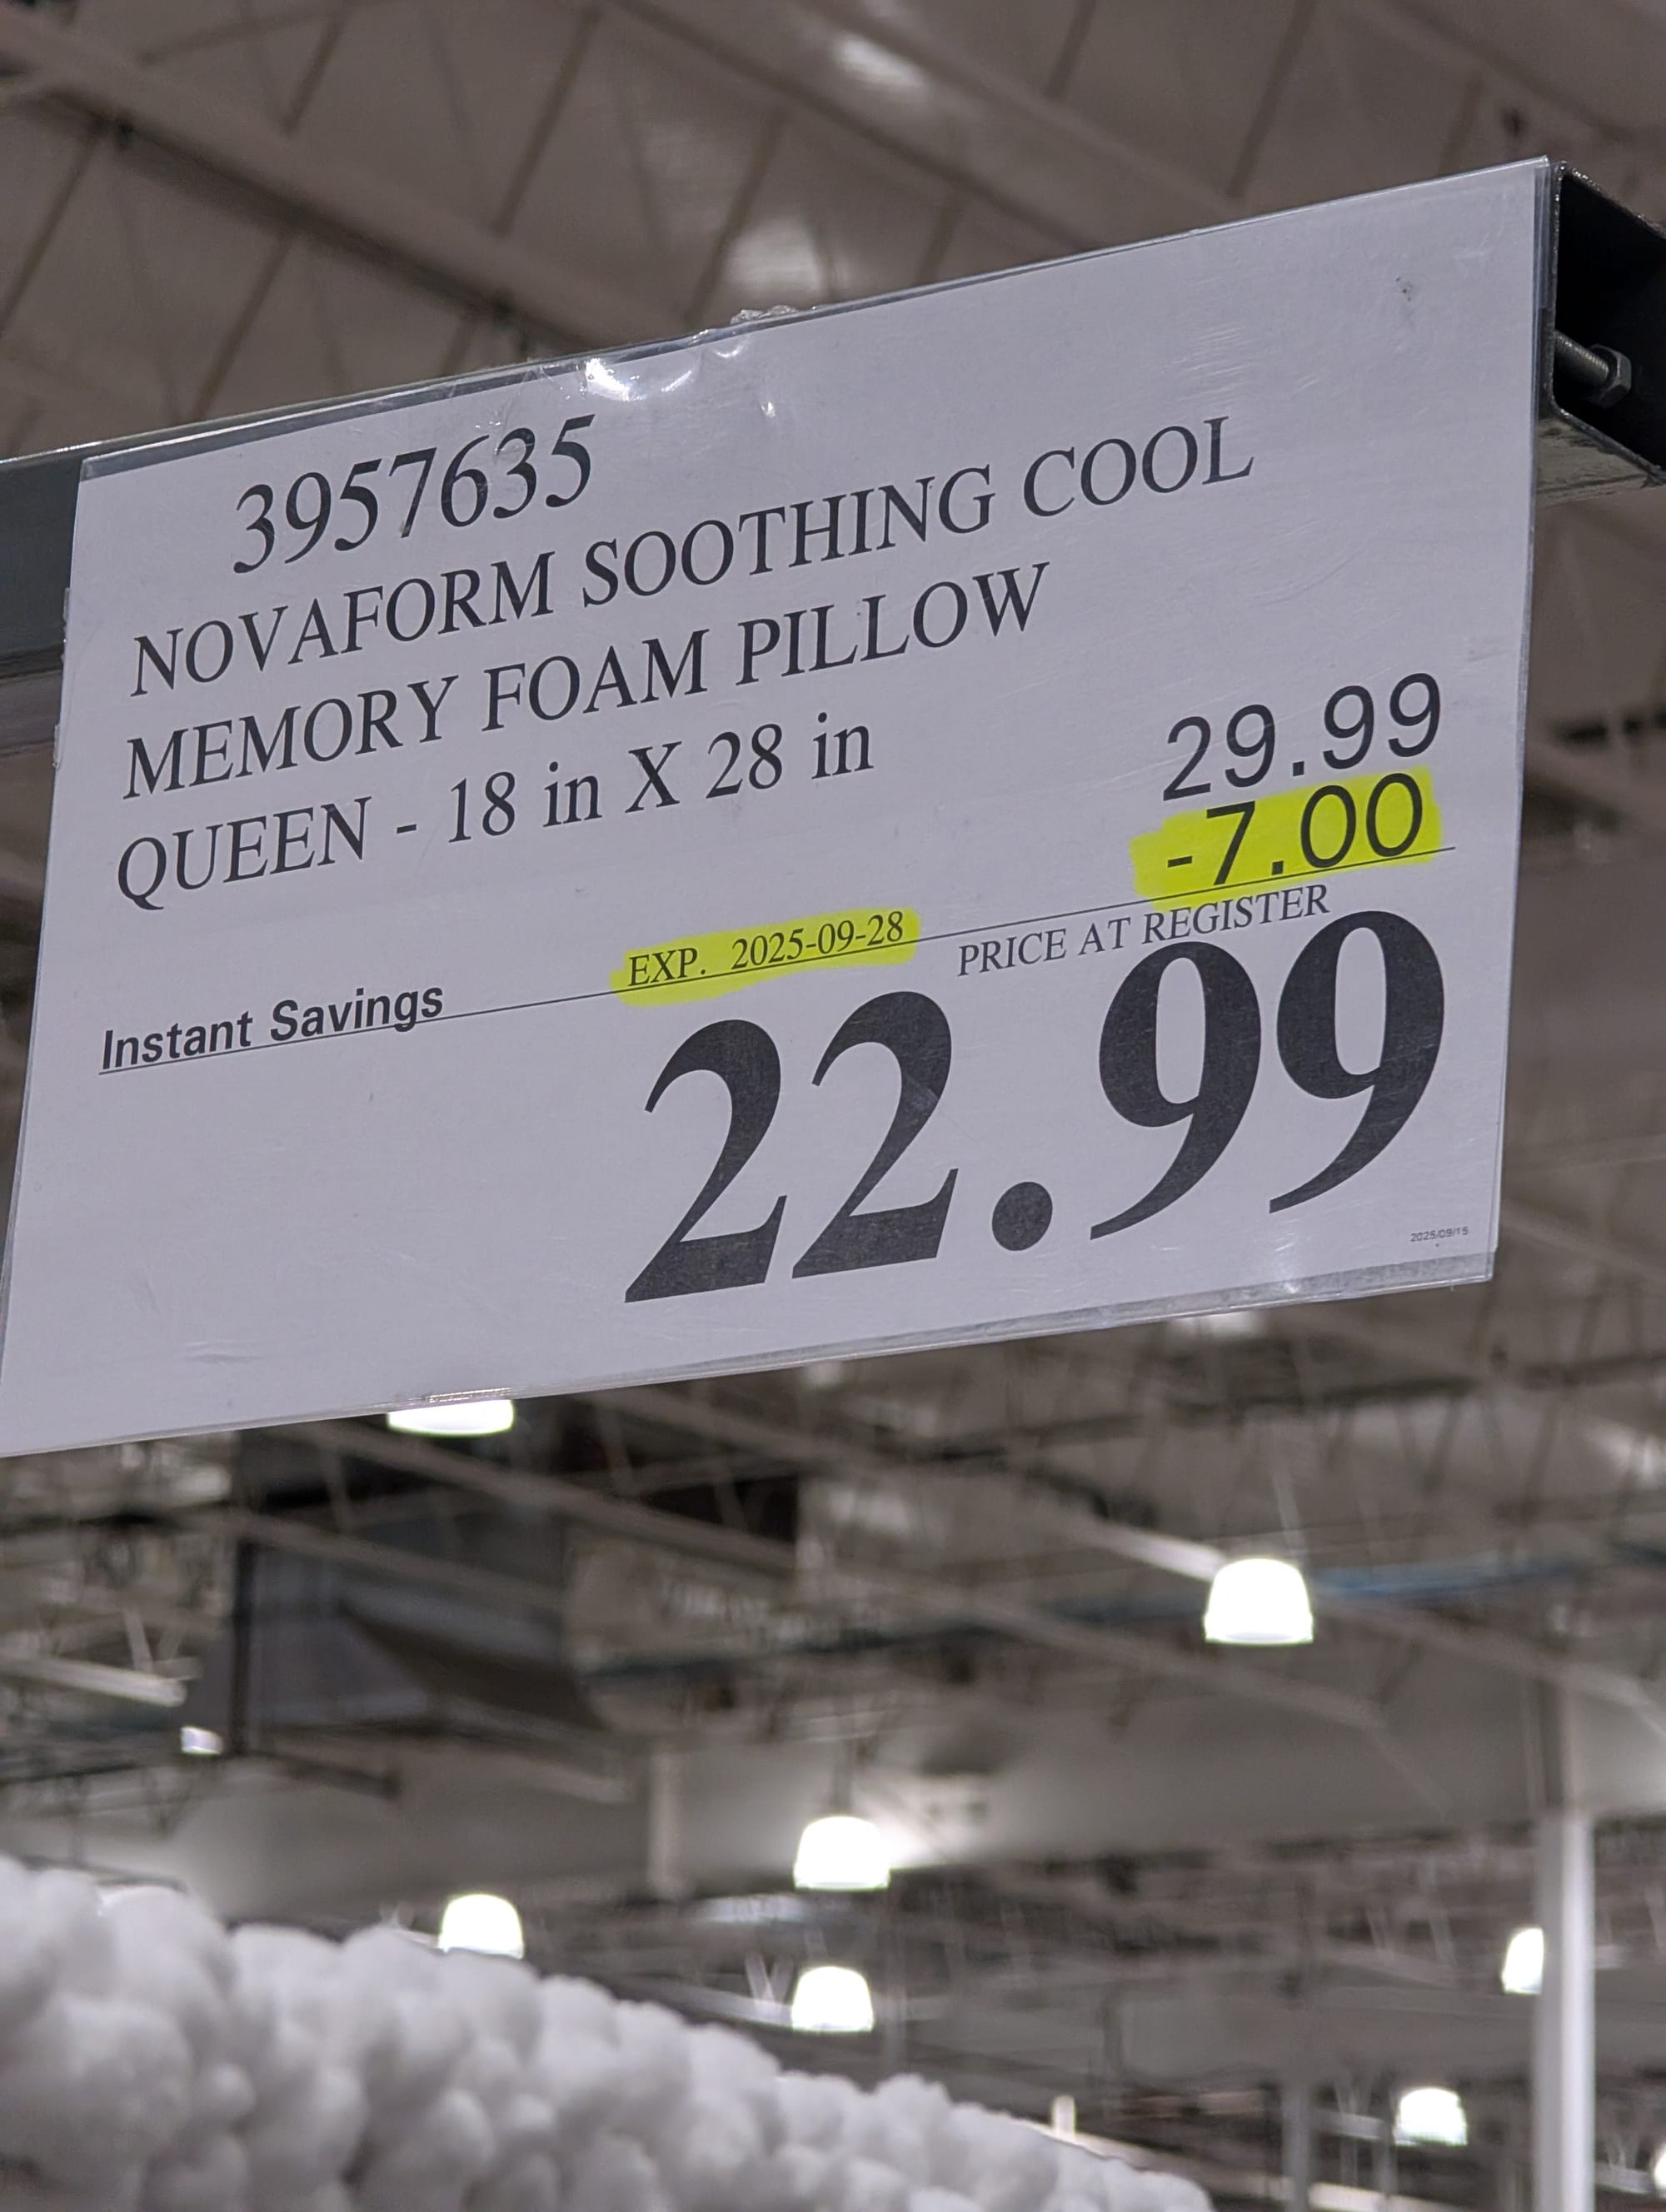 3957635
NOVAFORM SOOTHING COOL
MEMORY FOAM PILLOW
QUEEN - 18 in X 28 in
29.99
-7.00
Instant Savings EXP. 2025-09-28 PRICE AT REGISTER
22.99
2025/09/15